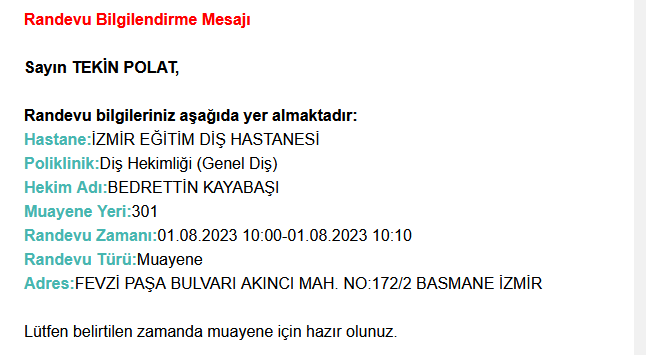 Randevu Bilgilendirme Mesajı
Sayın TEKİN POLAT,
Randevu bilgileriniz aşağıda yer almaktadır:
Hastane:İZMİR EĞİTİM DİŞ HASTANESİ
Poliklinik:Diş Hekimliği (Genel Diş)
Hekim Adı:BEDRETTİN KAYABAŞI
Muayene Yeri:301
Randevu Zamanı:01.08.2023 10:00-01.08.2023 10:10
Randevu Türü:Muayene
Adres:FEVZİ PAŞA BULVARI AKINCI MAH. NO:172/2 BASMANE İZMİR
Lütfen belirtilen zamanda muayene için hazır olunuz.